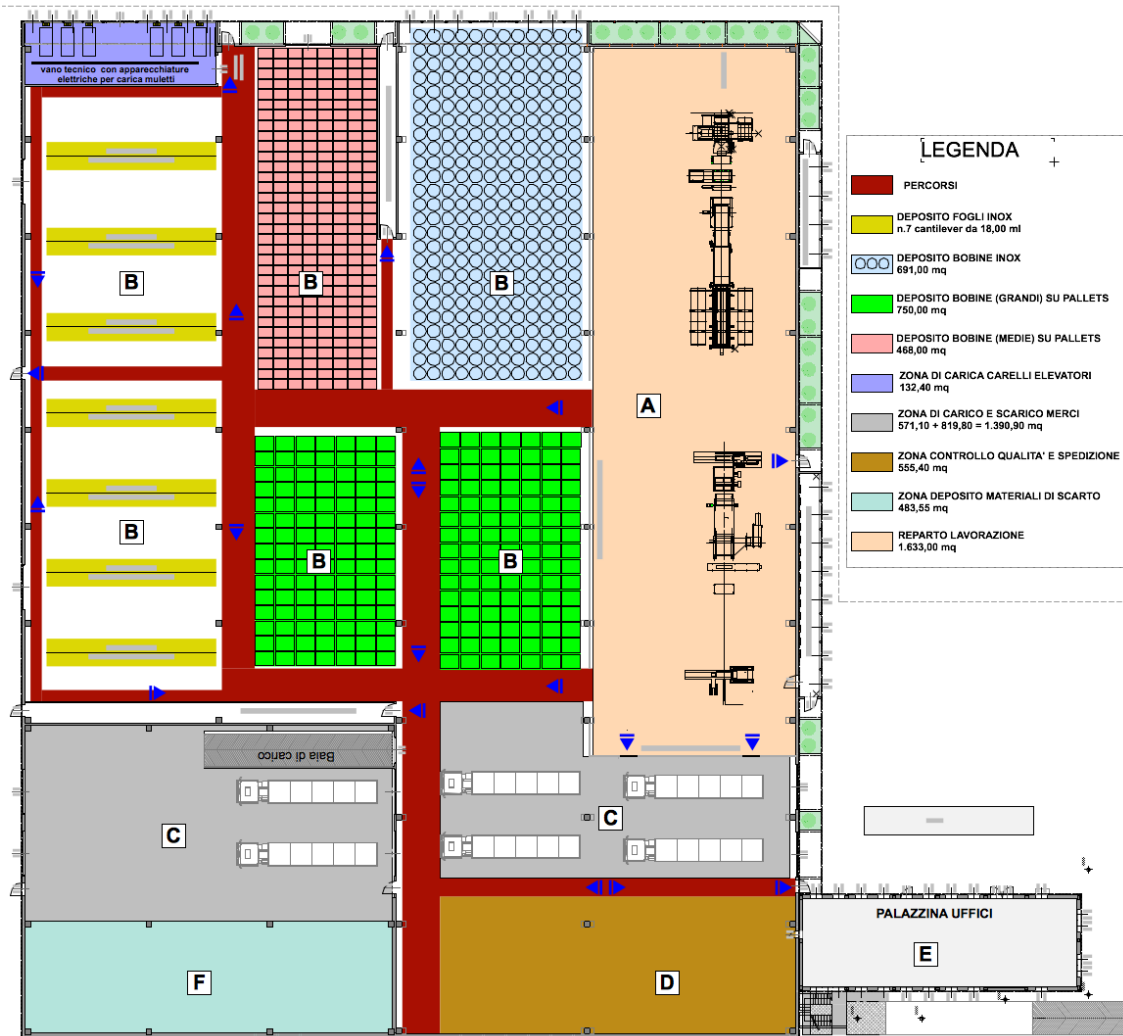 vano tecnico con apparecchiature
elettriche per carica muletti
B
B
B
A
B
B
B
Baia di carico
C
C
F
D
LEGENDA
PERCORSI
DEPOSITO FOGLI INOX
n.7 cantilever da 18,00 ml
DEPOSITO BOBINE INOX
691,00 mq
DEPOSITO BOBINE (GRANDI) SU PALLETS
750,00 mq
DEPOSITO BOBINE (MEDIE) SU PALLETS
468,00 mq
ZONA DI CARICA CARELLI ELEVATORI
132,40 mq
ZONA DI CARICO E SCARICO MERCI
571,10 + 819,80 = 1.390,90 mq
ZONA CONTROLLO QUALITA' E SPEDIZIONE
555,40 mq
ZONA DEPOSITO MATERIALI DI SCARTO
483,55 mq
REPARTO LAVORAZIONE
1.633,00 mq
PALAZZINA UFFICI
E